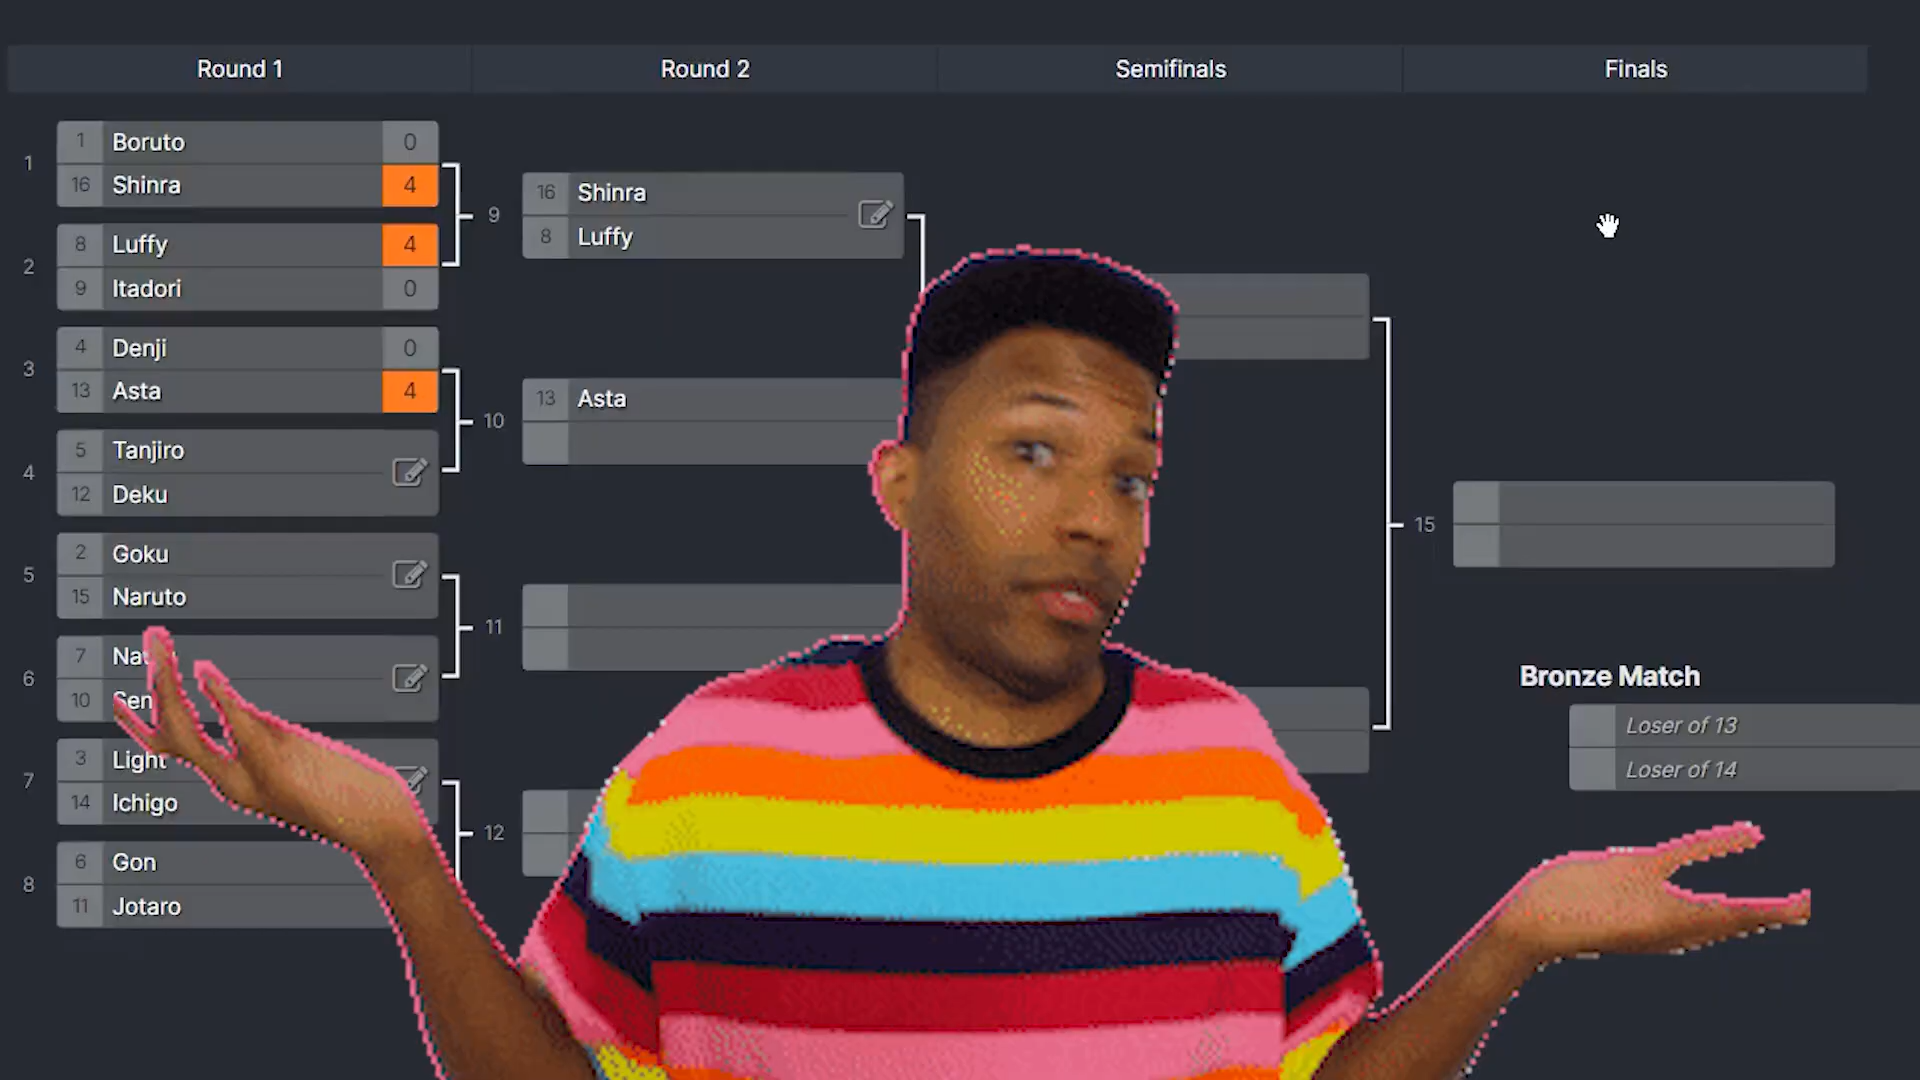 Round 1 Round 2 Semifinals Finals
1
1 Boruto 0
16 Shinra 4
2
8 Luffy 4
9 Itadori 0
3
4 Denji 0
13 Asta 4
4
5 Tanjiro
12 Deku
5
2 Goku
15 Naruto
6
7
10
7
3 Light
14 Ichigo
8
6 Gon
11 Jotaro
9
16 Shinra
8 Luffy
10
13 Asta
11
12
15
Bronze Match
Loser of 13
Loser of 14